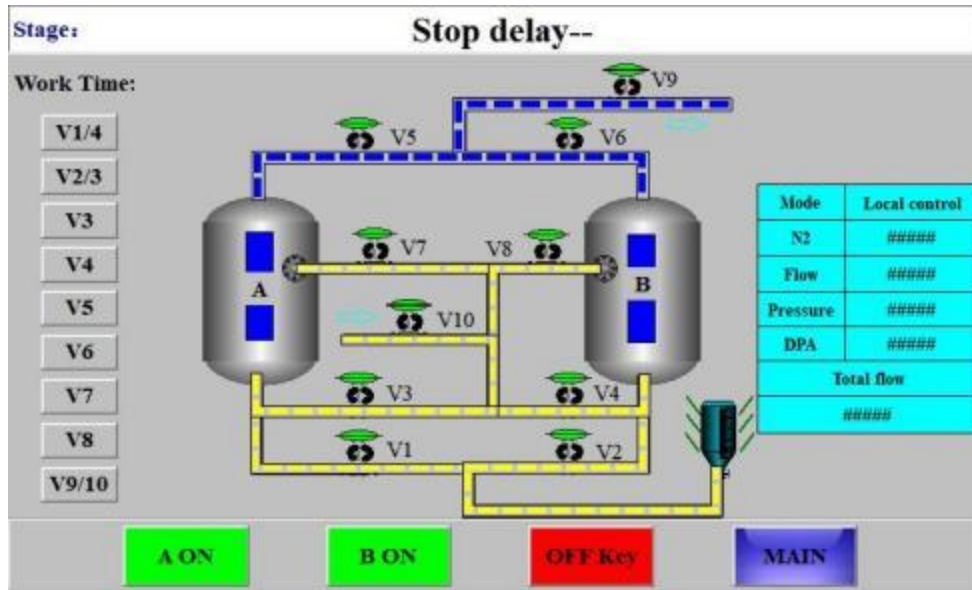 Stage: Stop delay--
Work Time:
V9
V1/4
V5
V6
V2/3
Mode Local control
V3
N2 #####
V7
V8
V4
Flow #####
A
B
V5
V10
Pressure #####
V6
DPA #####
Total flow
V7
V3
V4
#####
V8
V1
V2
V9/10
A ON
B ON
OFF Key
MAIN